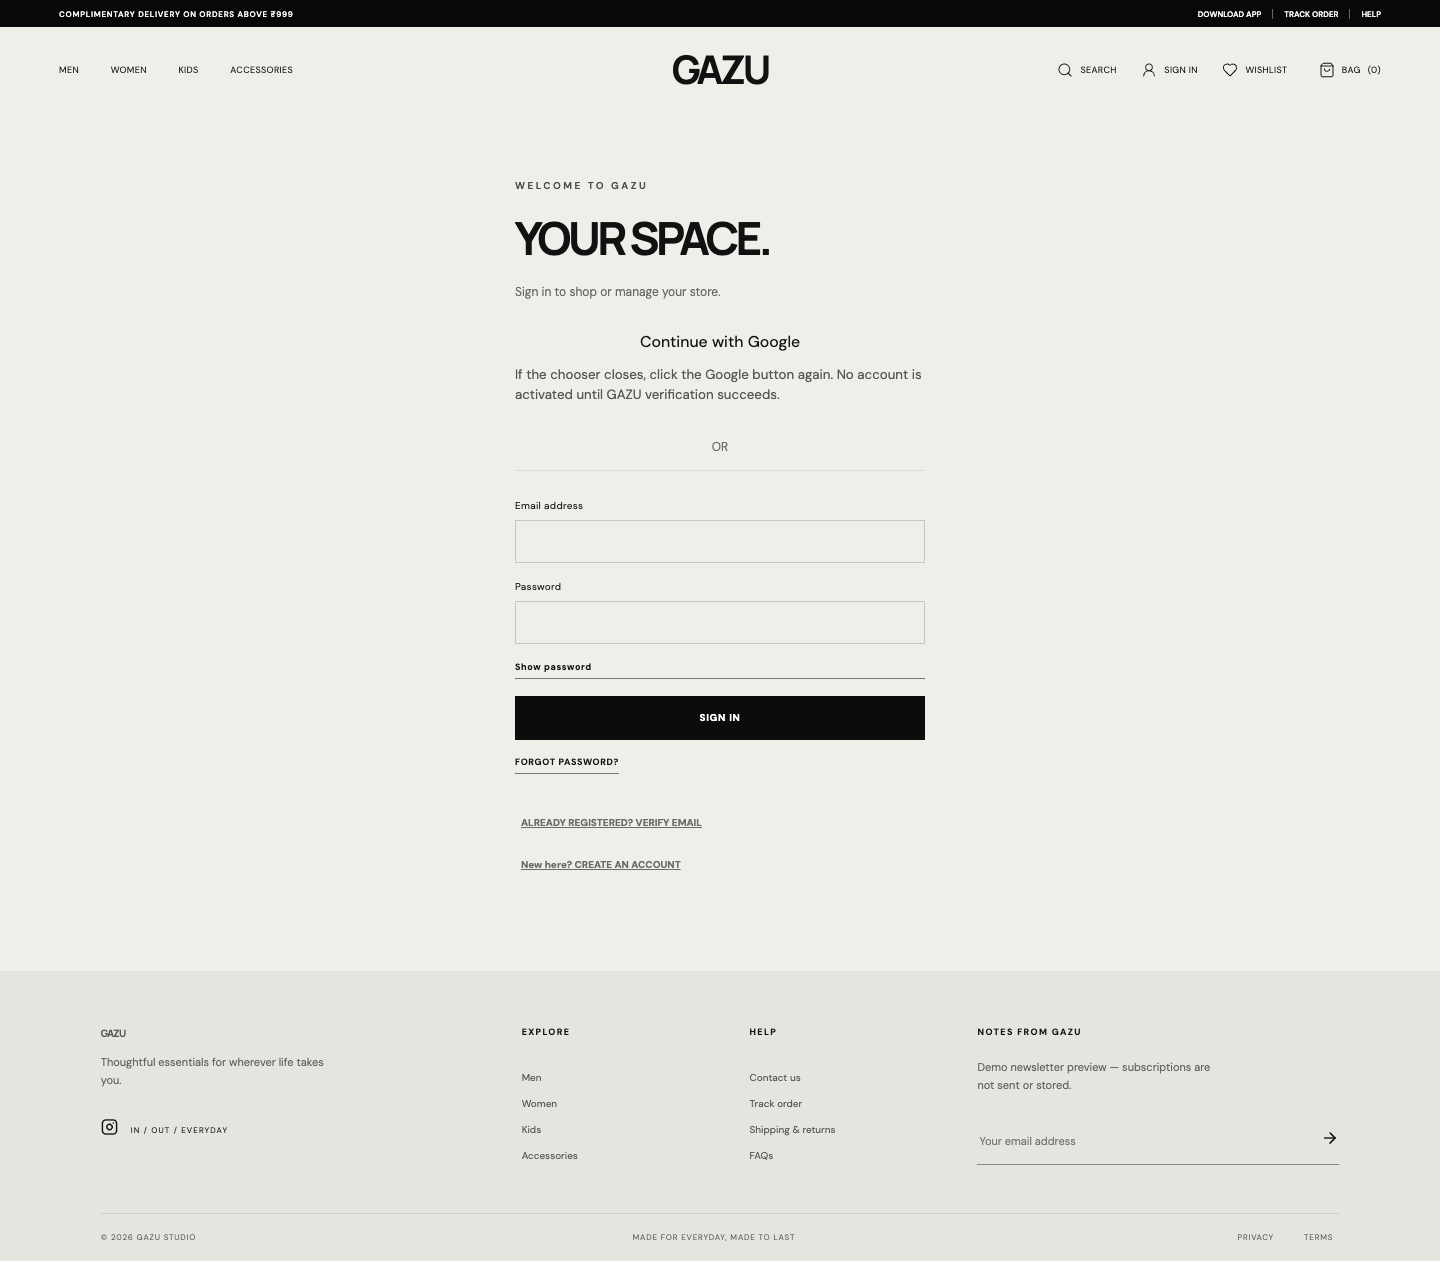 COMPLIMENTARY DELIVERY ON ORDERS ABOVE ₹999
DOWNLOAD APP
TRACK ORDER
HELP
MEN
WOMEN
KIDS
ACCESSORIES
GAZU
SEARCH
SIGN IN
WISHLIST
BAG (0)
WELCOME TO GAZU
YOUR SPACE.
Sign in to shop or manage your store.
Continue with Google
If the chooser closes, click the Google button again. No account is
activated until GAZU verification succeeds.
OR
Email address
Password
Show password
SIGN IN
FORGOT PASSWORD?
ALREADY REGISTERED? VERIFY EMAIL
New here? CREATE AN ACCOUNT
GAZU
Thoughtful essentials for wherever life takes
you.
IN / OUT / EVERYDAY
EXPLORE
Men
Women
Kids
Accessories
HELP
Contact us
Track order
Shipping & returns
FAQs
NOTES FROM GAZU
Demo newsletter preview — subscriptions are
not sent or stored.
Your email address
© 2026 GAZU STUDIO
MADE FOR EVERYDAY, MADE TO LAST
PRIVACY
TERMS